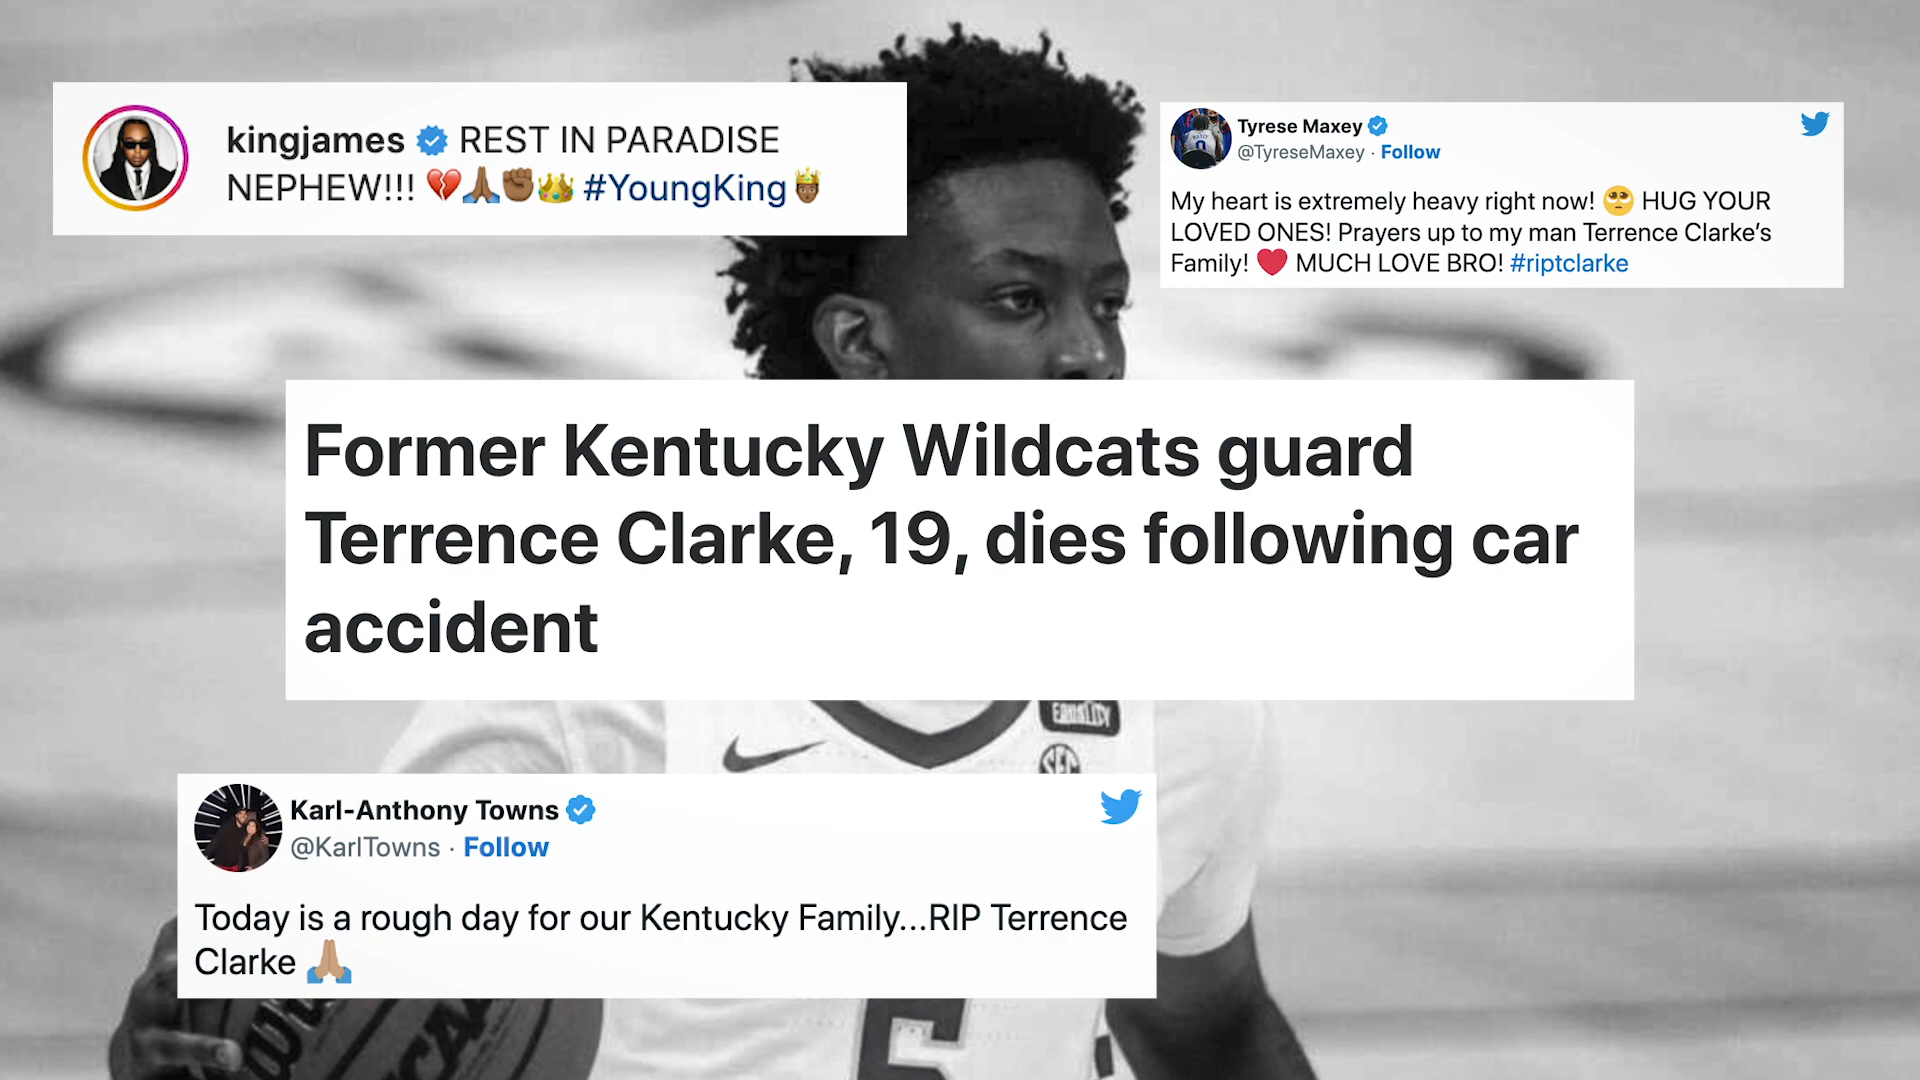 kingjames REST IN PARADISE
NEPHEW!!! 💔🙏🏾✊🏾👑 #YoungKing🤴🏾
Tyrese Maxey
@TyreseMaxey · Follow
My heart is extremely heavy right now! 🥺 HUG YOUR
LOVED ONES! Prayers up to my man Terrence Clarke’s
Family! ❤️ MUCH LOVE BRO! #riptclarke
Former Kentucky Wildcats guard
Terrence Clarke, 19, dies following car
accident
EQUALITY
SEC
Karl-Anthony Towns
@KarlTowns · Follow
Today is a rough day for our Kentucky Family...RIP Terrence
Clarke 🙏🏽
5